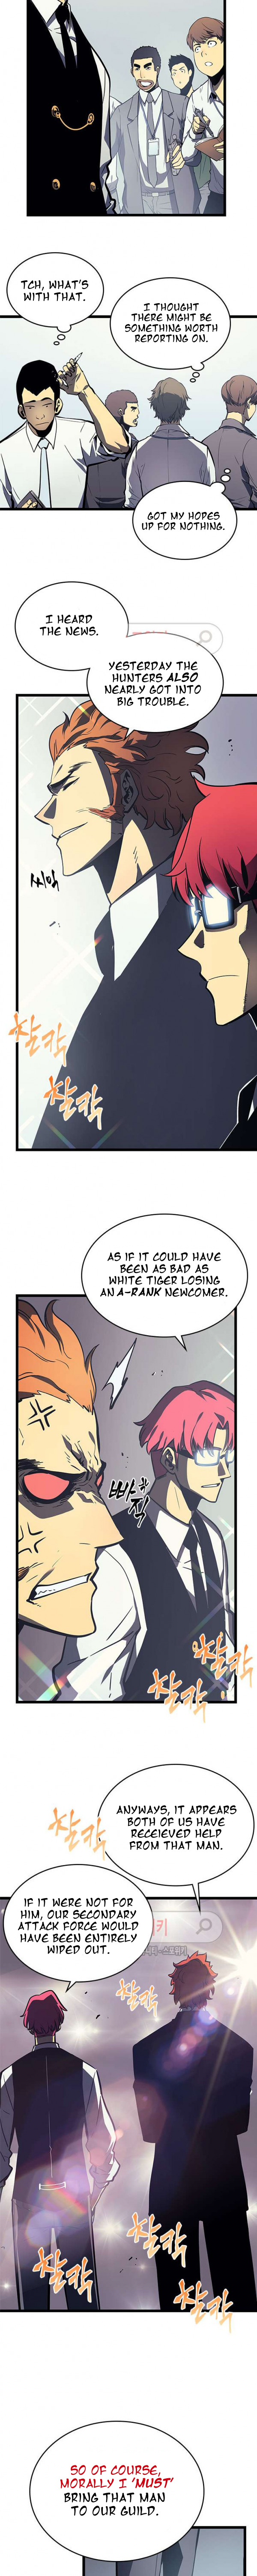 TCH, WHAT'S
WITH THAT.
I THOUGHT
THERE MIGHT BE
SOMETHING WORTH
REPORTING ON.
GOT MY HOPES
UP FOR NOTHING.
I HEARD
THE NEWS.
YESTERDAY THE
HUNTERS ALSO
NEARLY GOT INTO
BIG TROUBLE.
씨익
찰칵
찰칵
AS IF IT COULD HAVE
BEEN AS BAD AS
WHITE TIGER LOSING
AN A-RANK NEWCOMER.
빠직
찰칵
찰칵
찰칵
ANYWAYS, IT APPEARS
BOTH OF US HAVE
RECEIEVED HELP
FROM THAT MAN.
IF IT WERE NOT FOR
HIM, OUR SECONDARY
ATTACK FORCE WOULD
HAVE BEEN ENTIRELY
WIPED OUT.
찰칵
찰칵
찰칵
찰칵
SO OF COURSE,
MORALLY I 'MUST'
BRING THAT MAN
TO OUR GUILD.